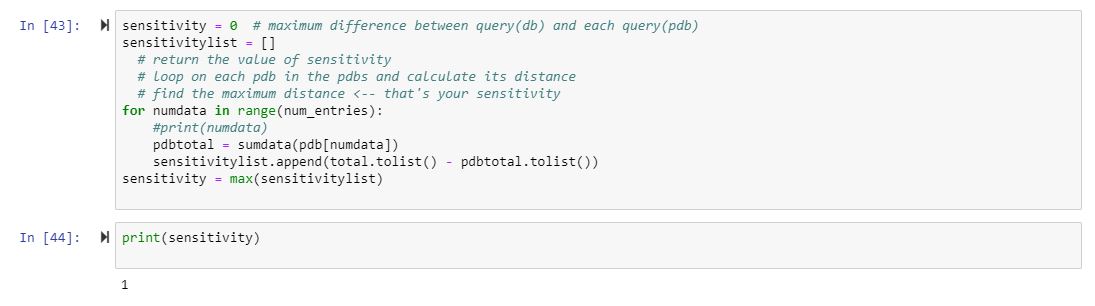 In [43]: sensitivity = 0  # maximum difference between query(db) and each query(pdb)
sensitivitylist = []
  # return the value of sensitivity
  # loop on each pdb in the pdbs and calculate its distance
  # find the maximum distance <-- that's your sensitivity
for numdata in range(num_entries):
    #print(numdata)
    pdbtotal = sumdata(pdb[numdata])
    sensitivitylist.append(total.tolist() - pdbtotal.tolist())
sensitivity = max(sensitivitylist)
In [44]: print(sensitivity)
1